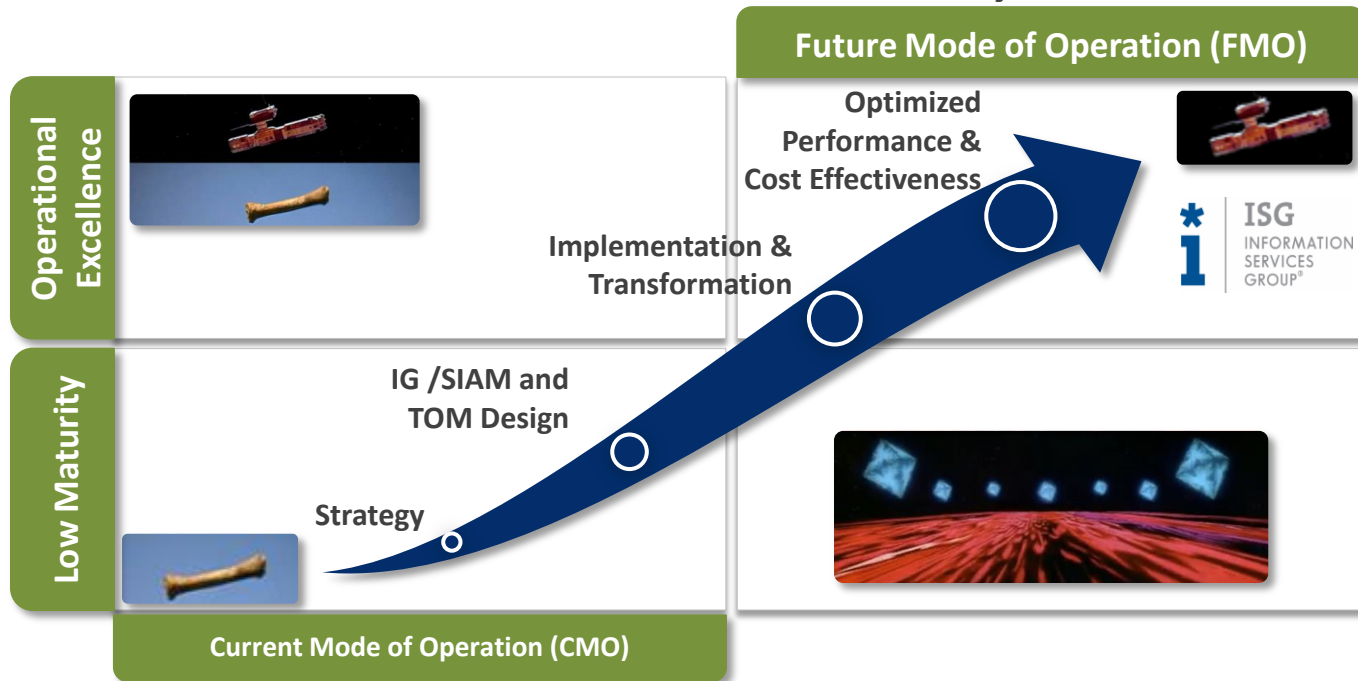 Future Mode of Operation (FMO)
Operational
Excellence
Optimized
Performance &
Cost Effectiveness
ISG
INFORMATION
SERVICES
GROUP®
Implementation &
Transformation
Low Maturity
IG /SIAM and
TOM Design
Strategy
Current Mode of Operation (CMO)